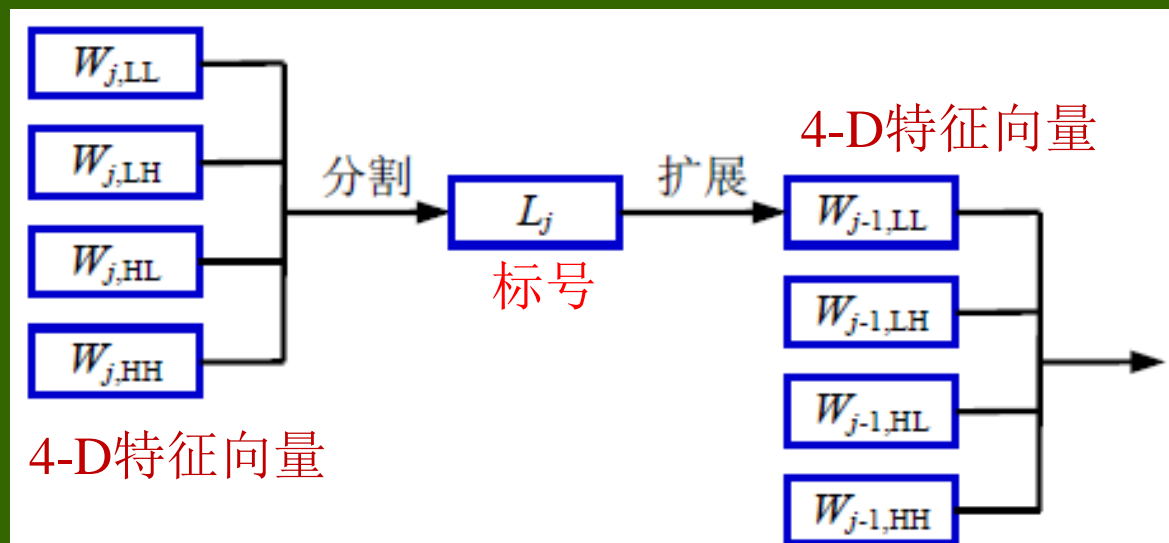 W_{j,LL}
W_{j,LH}
W_{j,HL}
W_{j,HH}
4-D特征向量
分割
L_j
标号
扩展
4-D特征向量
W_{j-1,LL}
W_{j-1,LH}
W_{j-1,HL}
W_{j-1,HH}